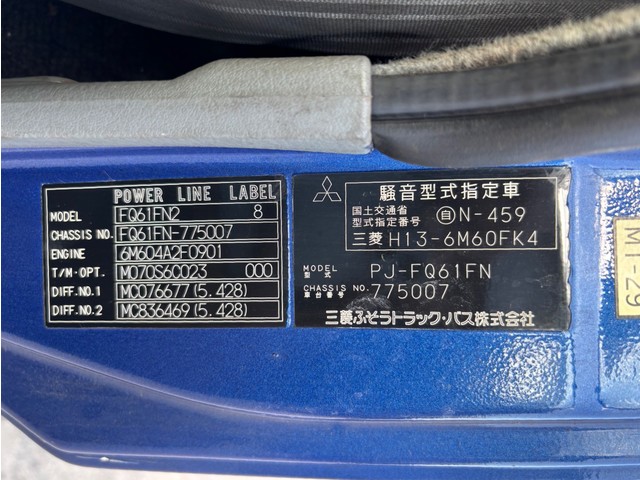 POWER LINE LABEL
MODEL FQ61FN2 8
CHASSIS NO. FQ61FN-775007
ENGINE 6M604A2F0901
T/M-OPT. M070S60023 000
DIFF.NO.1 MC076677(5.428)
DIFF.NO.2 MC836469(5.428)
騒音型式指定車
国土交通省
型式指定番号 自N-459
三菱 H13-6M60FK4
MODEL
型式 PJ-FQ61FN
CHASSIS NO.
車台番号 775007
三菱ふそうトラック・バス株式会社
M1-29